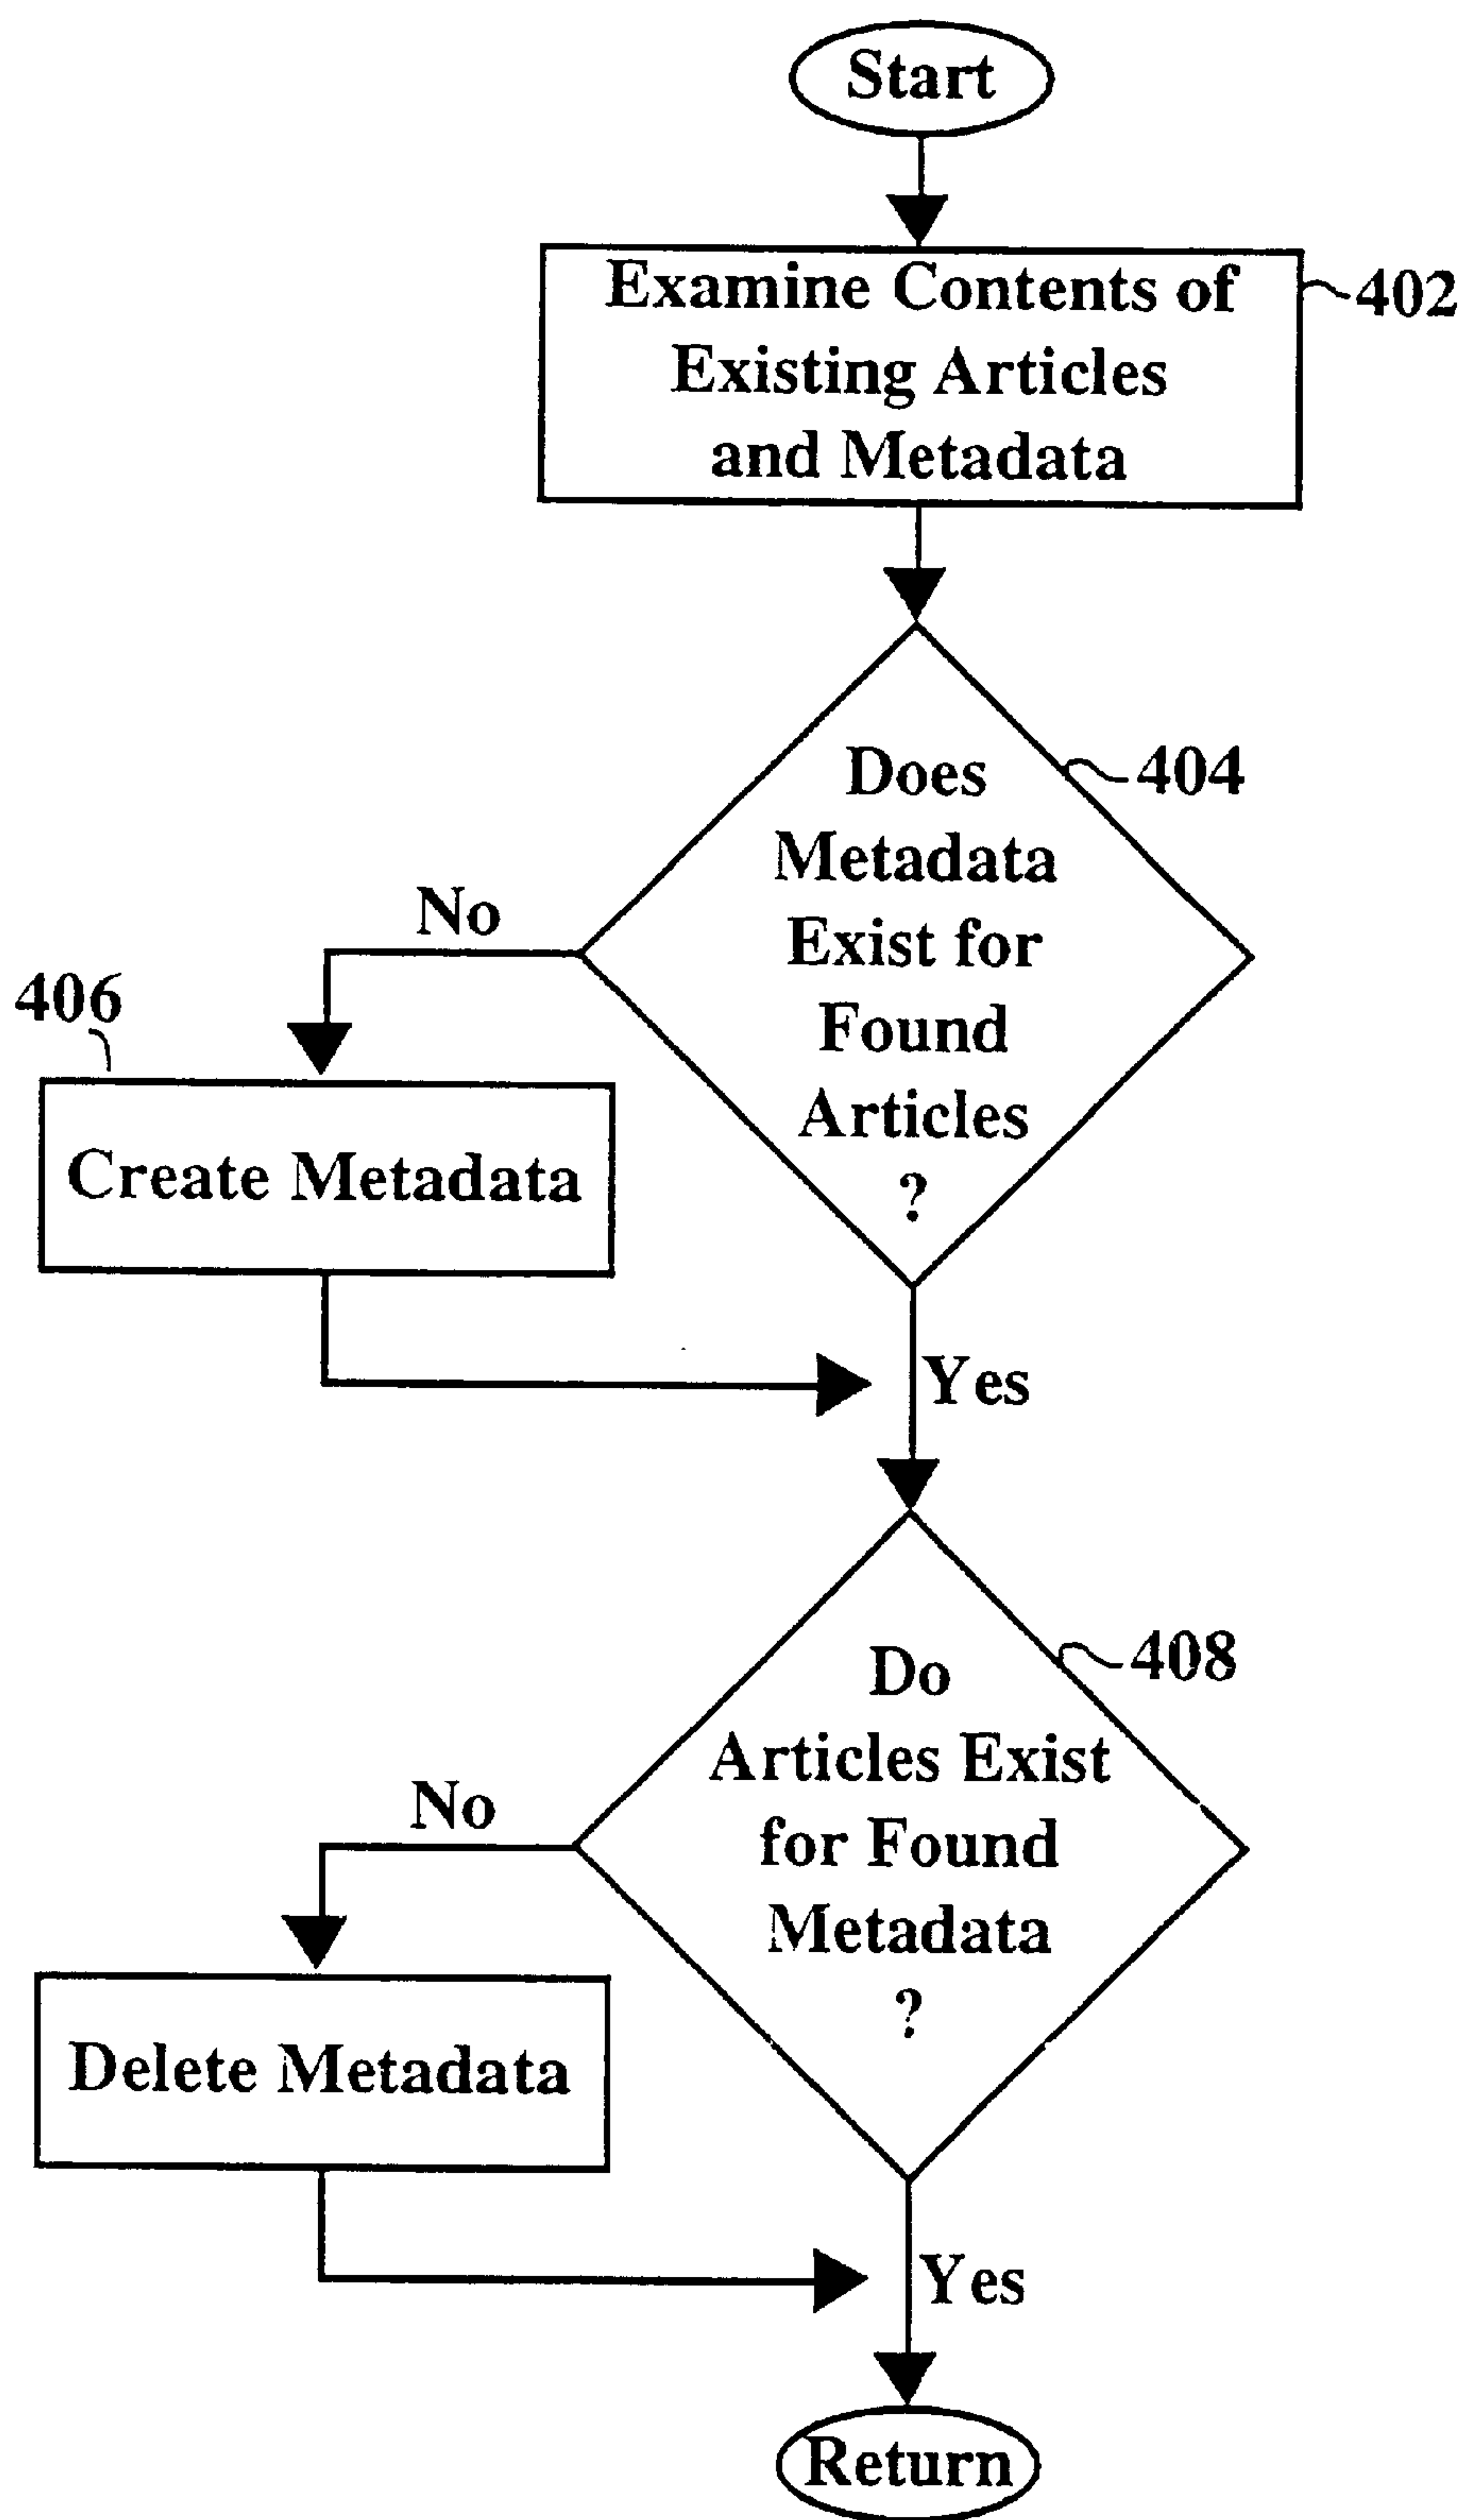 Start
Examine Contents of
Existing Articles
and Metadata
402
Does
Metadata
Exist for
Found
Articles
?
404
No
406
Create Metadata
Yes
Do
Articles Exist
for Found
Metadata
?
408
No
Delete Metadata
Yes
Return